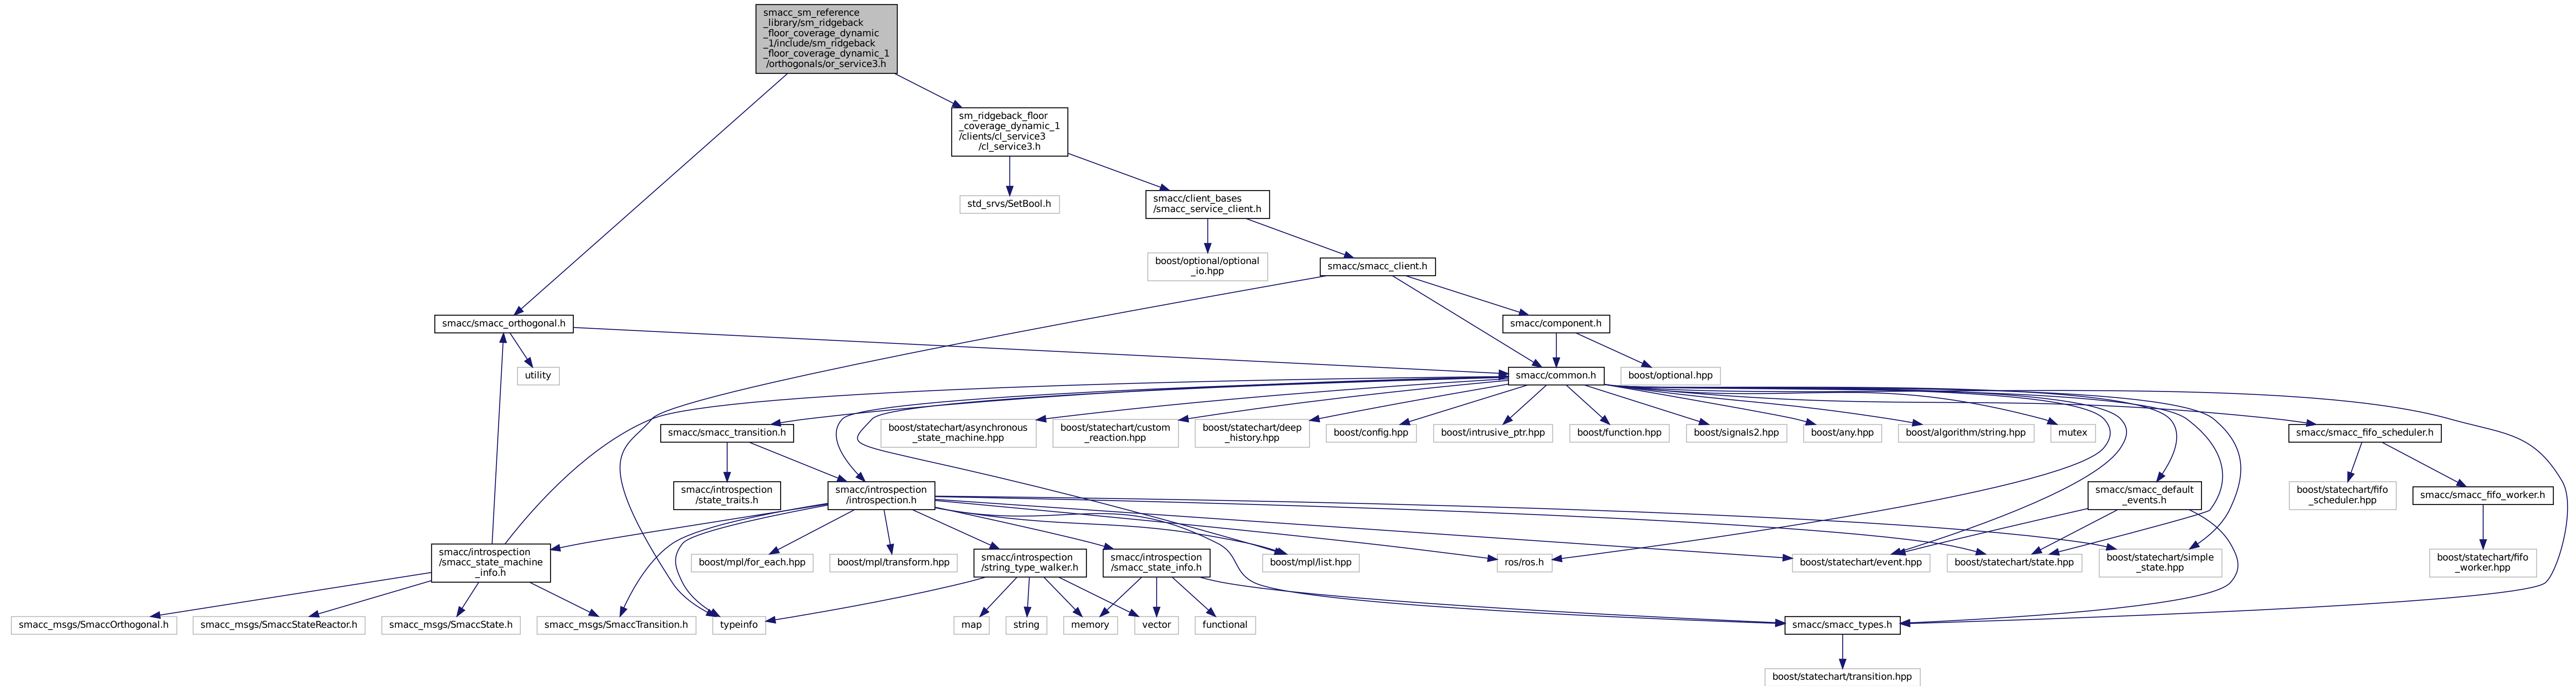 smacc_sm_reference
_library/sm_ridgeback
_floor_coverage_dynamic
_1/include/sm_ridgeback
_floor_coverage_dynamic_1
/orthogonals/or_service3.h
sm_ridgeback_floor
_coverage_dynamic_1
/clients/cl_service3
/cl_service3.h
std_srvs/SetBool.h
smacc/client_bases
/smacc_service_client.h
boost/optional/optional
_io.hpp
smacc/smacc_client.h
smacc/smacc_orthogonal.h
smacc/component.h
utility
smacc/common.h
boost/optional.hpp
smacc/smacc_transition.h
boost/statechart/asynchronous
_state_machine.hpp
boost/statechart/custom
_reaction.hpp
boost/statechart/deep
_history.hpp
boost/config.hpp
boost/intrusive_ptr.hpp
boost/function.hpp
boost/signals2.hpp
boost/any.hpp
boost/algorithm/string.hpp
mutex
smacc/smacc_fifo_scheduler.h
smacc/introspection
/state_traits.h
smacc/introspection
/introspection.h
smacc/smacc_default
_events.h
boost/statechart/fifo
_scheduler.hpp
smacc/smacc_fifo_worker.h
smacc/introspection
/smacc_state_machine
_info.h
boost/mpl/for_each.hpp
boost/mpl/transform.hpp
smacc/introspection
/string_type_walker.h
smacc/introspection
/smacc_state_info.h
boost/mpl/list.hpp
ros/ros.h
boost/statechart/event.hpp
boost/statechart/state.hpp
boost/statechart/simple
_state.hpp
boost/statechart/fifo
_worker.hpp
smacc_msgs/SmaccOrthogonal.h
smacc_msgs/SmaccStateReactor.h
smacc_msgs/SmaccState.h
smacc_msgs/SmaccTransition.h
typeinfo
map
string
memory
vector
functional
smacc/smacc_types.h
boost/statechart/transition.hpp